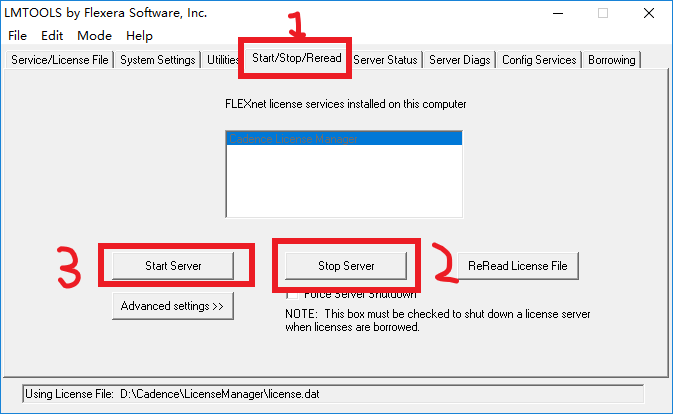 LMTOOLS by Flexera Software, Inc.
1
File Edit Mode Help
Service/License File System Settings Utilities Start/Stop/Reread Server Status Server Diags Config Services Borrowing
FLEXnet license services installed on this computer
Cadence License Manager
3 Start Server Stop Server 2 ReRead License File
Advanced settings >> Force Server Shutdown
NOTE: This box must be checked to shut down a license server
when licenses are borrowed.
Using License File: D:\Cadence\LicenseManager\license.dat